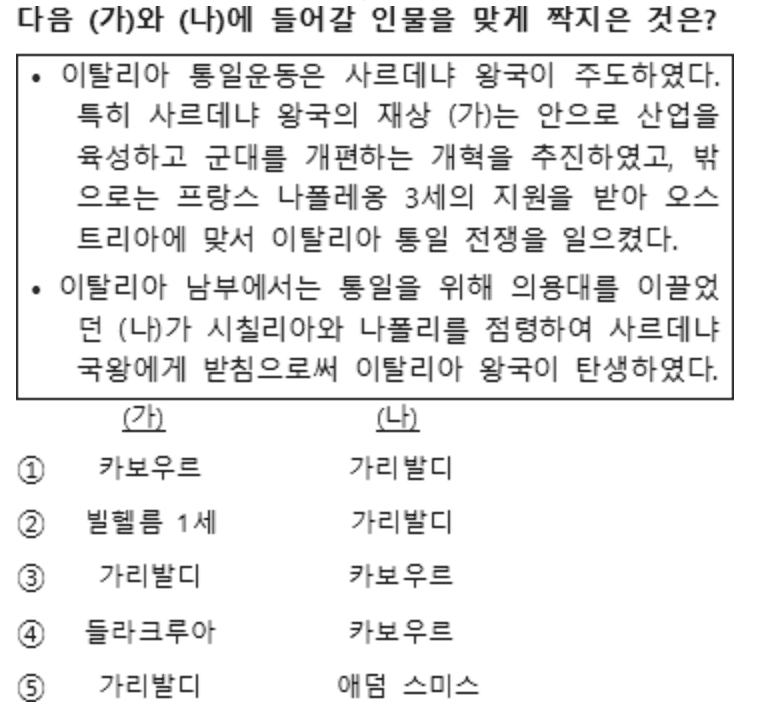 다음 (가)와 (나)에 들어갈 인물을 맞게 짝지은 것은?
• 이탈리아 통일운동은 사르데냐 왕국이 주도하였다.
특히 사르데냐 왕국의 재상 (가)는 안으로 산업을
육성하고 군대를 개편하는 개혁을 추진하였고, 밖
으로는 프랑스 나폴레옹 3세의 지원을 받아 오스
트리아에 맞서 이탈리아 통일 전쟁을 일으켰다.
• 이탈리아 남부에서는 통일을 위해 의용대를 이끌었
던 (나)가 시칠리아와 나폴리를 점령하여 사르데냐
국왕에게 받침으로써 이탈리아 왕국이 탄생하였다.
(가) (나)
① 카보우르 가리발디
② 빌헬름 1세 가리발디
③ 가리발디 카보우르
④ 들라크루아 카보우르
⑤ 가리발디 애덤 스미스